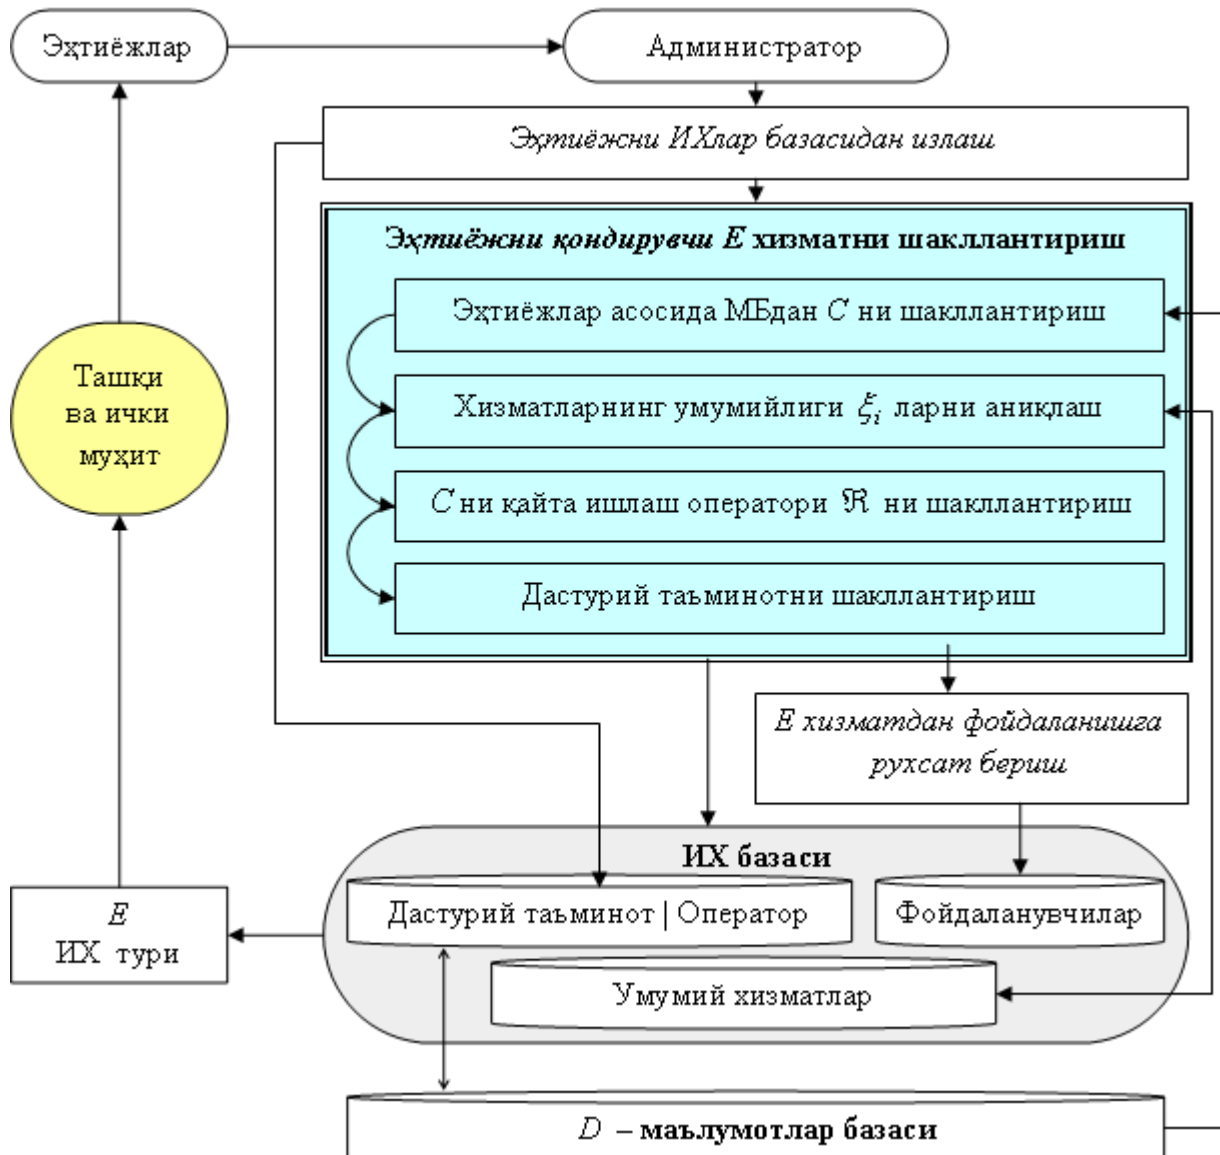 Эҳтиёжлар
Администратор
Эҳтиёжни ИХлар базасидан излаш
Эҳтиёжни қондирувчи E хизматни шакллантириш
Эҳтиёжлар асосида МБдан C ни шакллантириш
Хизматларнинг умумийлиги ξᵢ ларни аниқлаш
C ни қайта ишлаш оператори ℜ ни шакллантириш
Дастурий таьминотни шакллантириш
Ташқи
ва ички
муҳит
E хизматдан фойдаланишга
рухсат бериш
ИХ базаси
Дастурий таьминот | Оператор
Фойдаланувчилар
Умумий хизматлар
E
ИХ тури
D – маълумотлар базаси